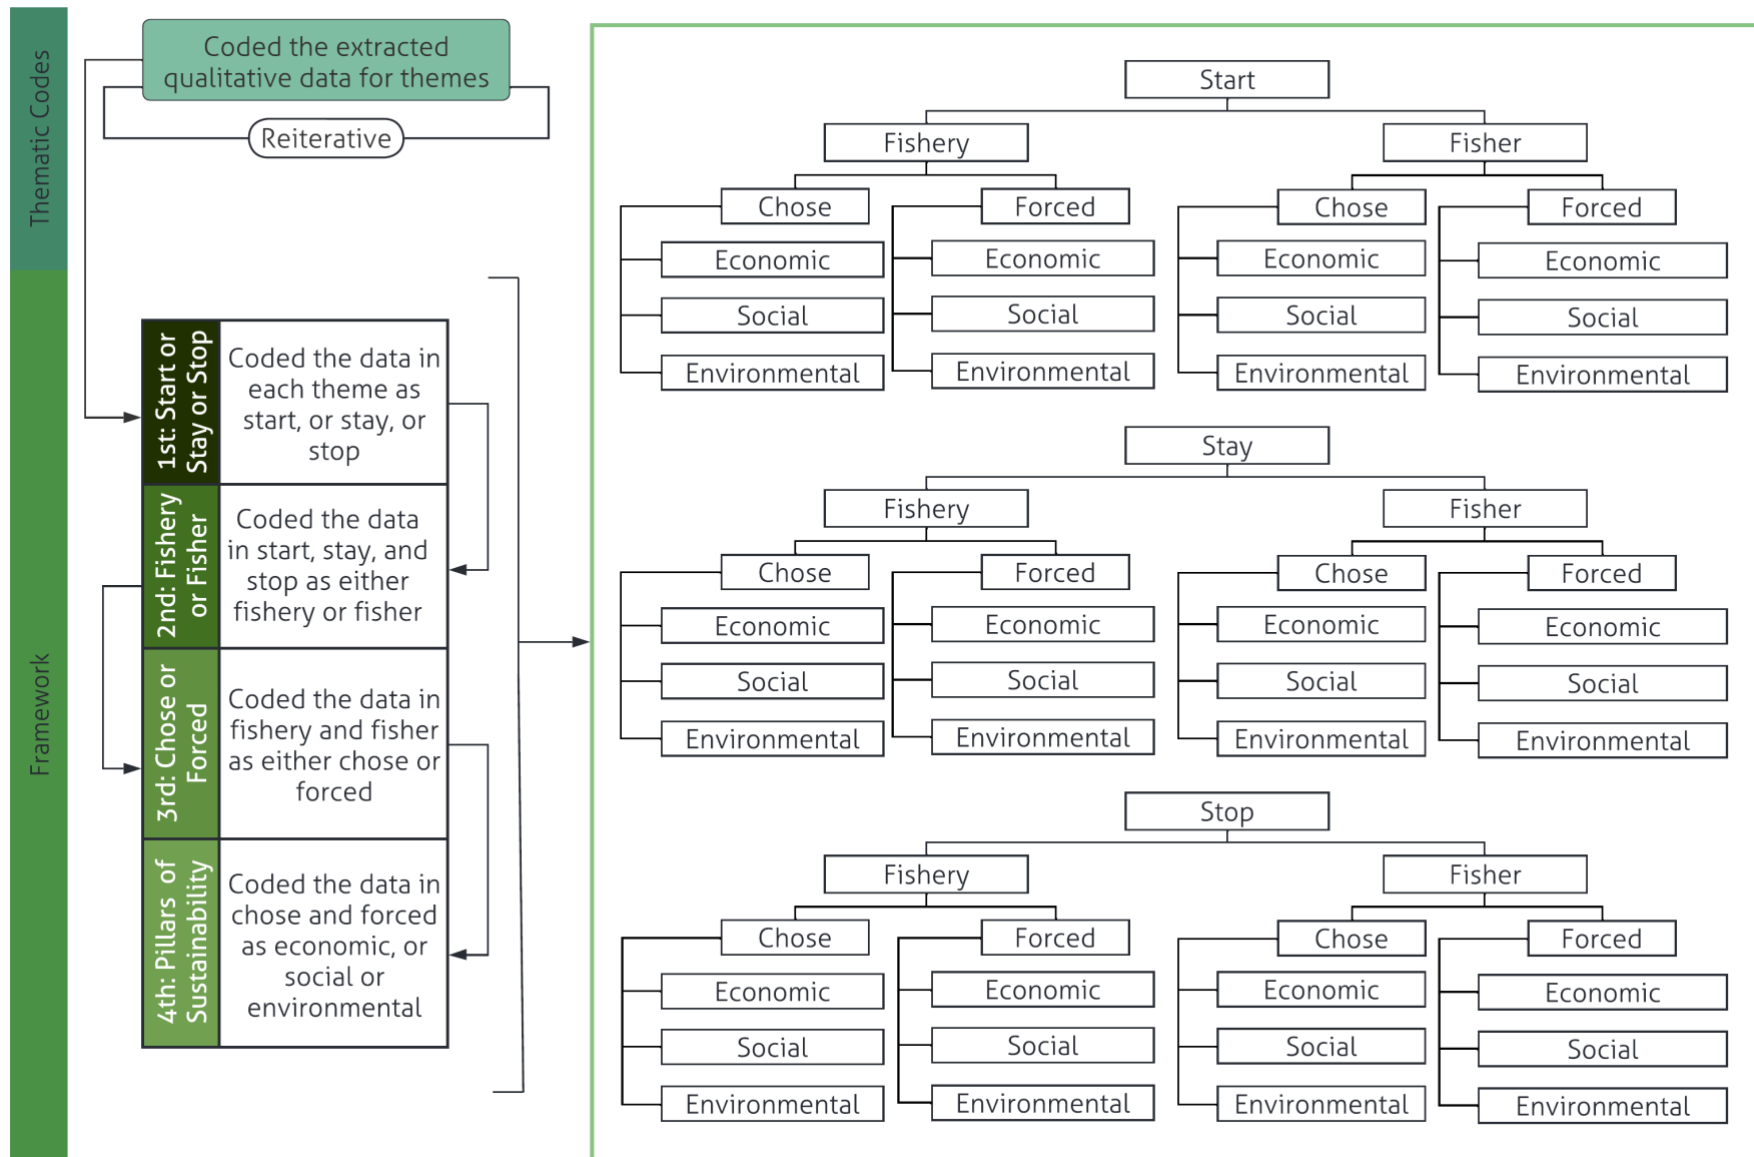 Thematic Codes
Coded the extracted
qualitative data for themes
Reiterative
Framework
1st: Start or
Stay or Stop
Coded the data in
each theme as
start, or stay, or
stop
2nd: Fishery
or Fisher
Coded the data
in start, stay, and
stop as either
fishery or fisher
3rd: Chose or
Forced
Coded the data in
fishery and fisher
as either chose or
forced
4th: Pillars of
Sustainability
Coded the data in
chose and forced
as economic, or
social or
environmental
Start
Fishery
Fisher
Chose
Forced
Chose
Forced
Economic
Economic
Economic
Economic
Social
Social
Social
Social
Environmental
Environmental
Environmental
Environmental
Stay
Fishery
Fisher
Chose
Forced
Chose
Forced
Economic
Economic
Economic
Economic
Social
Social
Social
Social
Environmental
Environmental
Environmental
Environmental
Stop
Fishery
Fisher
Chose
Forced
Chose
Forced
Economic
Economic
Economic
Economic
Social
Social
Social
Social
Environmental
Environmental
Environmental
Environmental